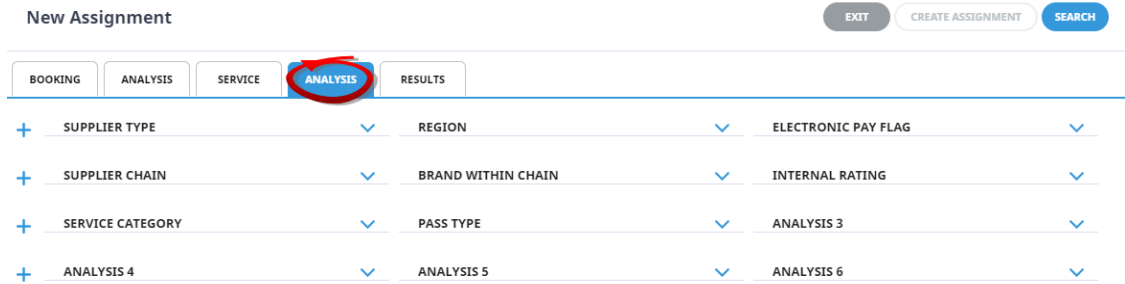 New Assignment
EXIT CREATE ASSIGNMENT SEARCH
BOOKING ANALYSIS SERVICE ANALYSIS RESULTS
SUPPLIER TYPE REGION ELECTRONIC PAY FLAG
SUPPLIER CHAIN BRAND WITHIN CHAIN INTERNAL RATING
SERVICE CATEGORY PASS TYPE ANALYSIS 3
ANALYSIS 4 ANALYSIS 5 ANALYSIS 6